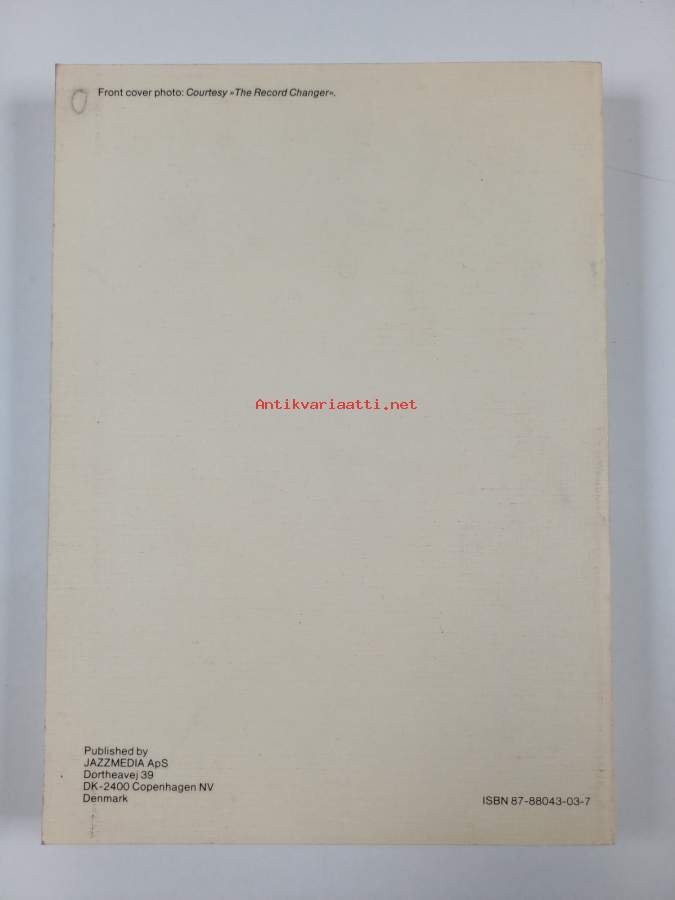 Front cover photo: Courtesy »The Record Changer«.
Antikvariaatti.net
Published by
JAZZMEDIA ApS
Dortheavej 39
DK-2400 Copenhagen NV
Denmark
ISBN 87-88043-03-7